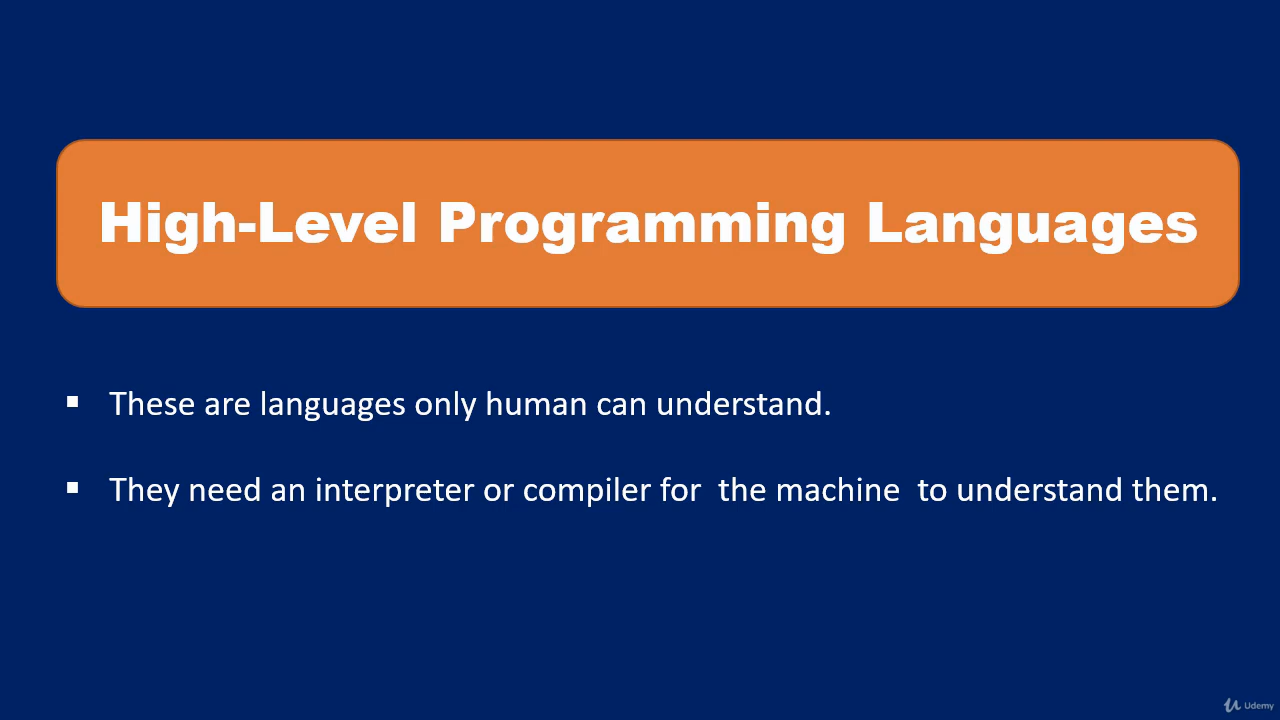 High-Level Programming Languages
▪ These are languages only human can understand.
▪ They need an interpreter or compiler for  the machine  to understand them.
Udemy